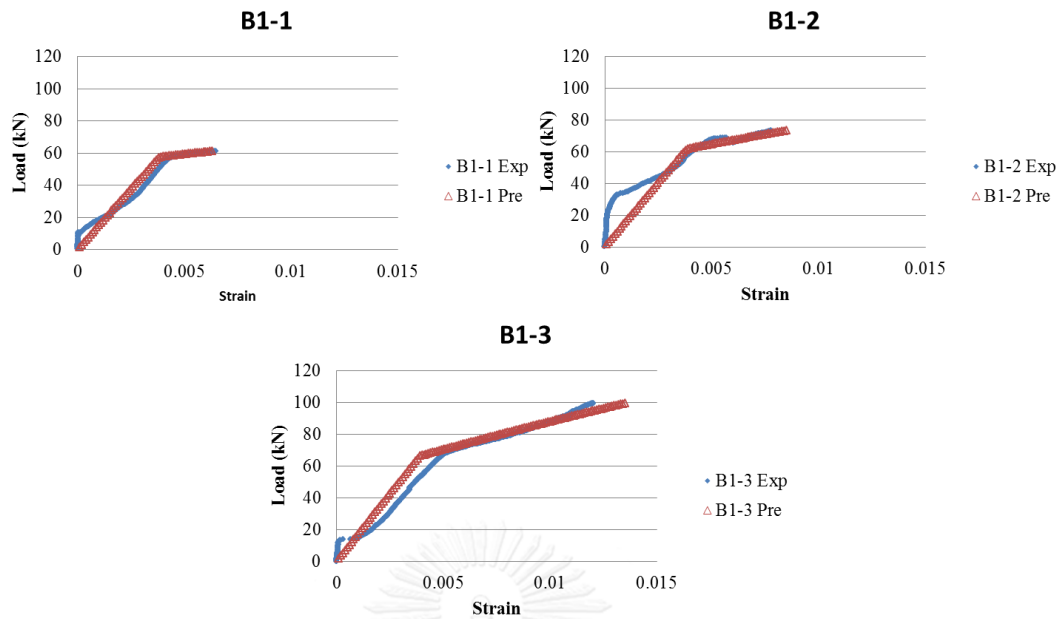 B1-1
120
100
80
60
40
20
0
Load (kN)
0
0.005
0.01
0.015
Strain
B1-1 Exp
B1-1 Pre
B1-2
120
100
80
60
40
20
0
Load (kN)
0
0.005
0.01
0.015
Strain
B1-2 Exp
B1-2 Pre
B1-3
120
100
80
60
40
20
0
Load (kN)
0
0.005
0.01
0.015
Strain
B1-3 Exp
B1-3 Pre